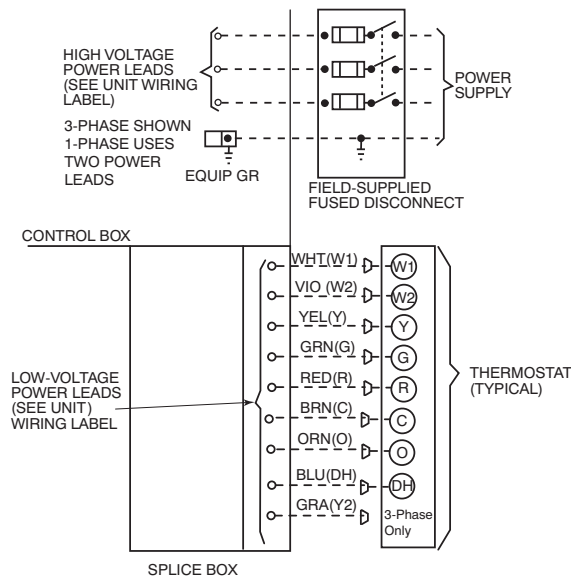 HIGH VOLTAGE
POWER LEADS
(SEE UNIT WIRING
LABEL)
POWER
SUPPLY
3-PHASE SHOWN
1-PHASE USES
TWO POWER
LEADS
EQUIP GR
FIELD-SUPPLIED
FUSED DISCONNECT
CONTROL BOX
WHT(W1)
W1
VIO (W2)
W2
YEL(Y)
Y
GRN(G)
G
RED(R)
R
BRN(C)
C
ORN(O)
O
BLU(DH)
DH
GRA(Y2)
3-Phase
Only
LOW-VOLTAGE
POWER LEADS
(SEE UNIT)
WIRING LABEL
THERMOSTAT
(TYPICAL)
SPLICE BOX